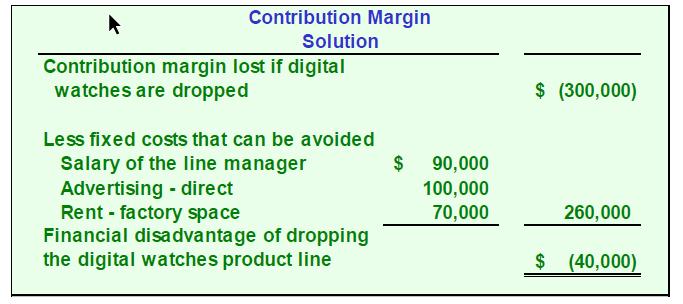 Contribution Margin
Solution
Contribution margin lost if digital
watches are dropped $ (300,000)
Less fixed costs that can be avoided
Salary of the line manager $ 90,000
Advertising - direct 100,000
Rent - factory space 70,000 260,000
Financial disadvantage of dropping
the digital watches product line $ (40,000)